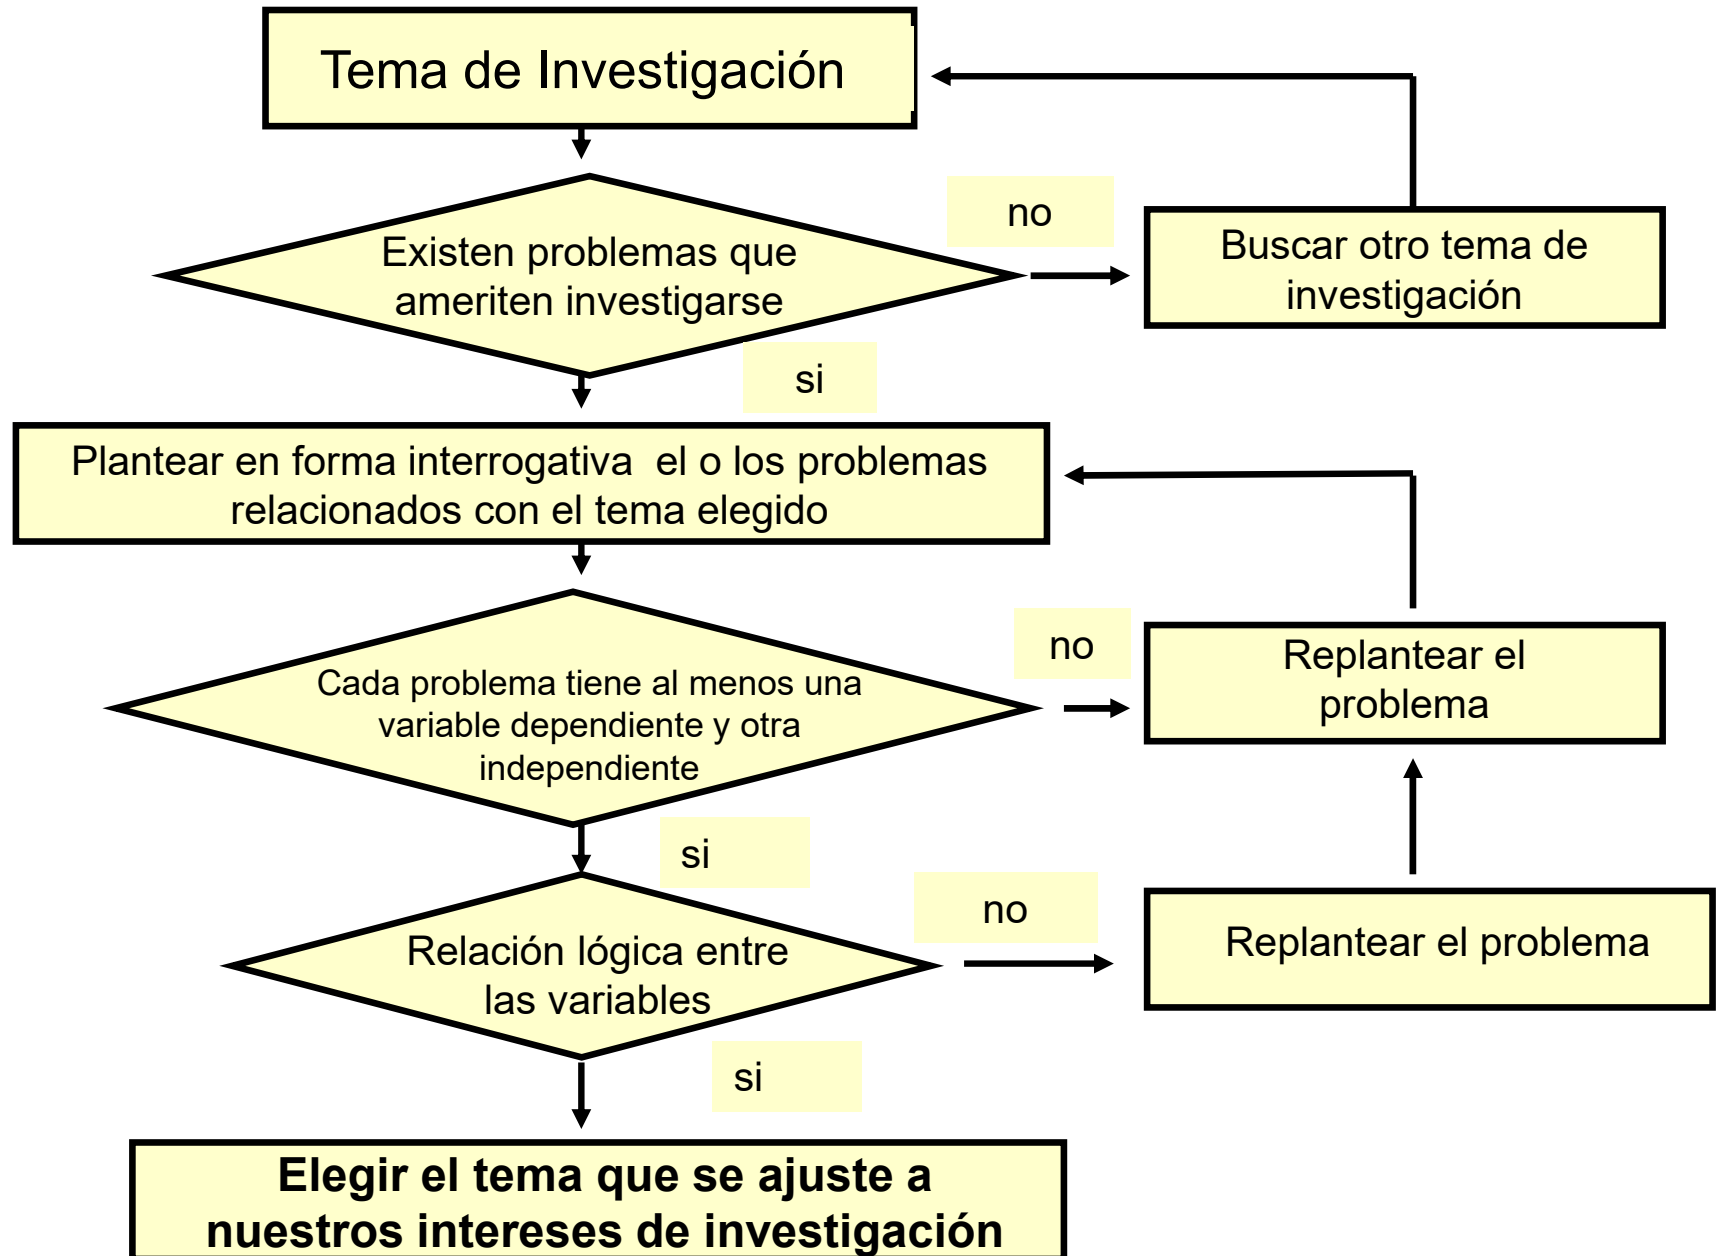 Tema de Investigación
Existen problemas que
ameriten investigarse
no
Buscar otro tema de
investigación
si
Plantear en forma interrogativa el o los problemas
relacionados con el tema elegido
Cada problema tiene al menos una
variable dependiente y otra
independiente
no
Replantear el
problema
si
Relación lógica entre
las variables
no
Replantear el problema
si
Elegir el tema que se ajuste a
nuestros intereses de investigación